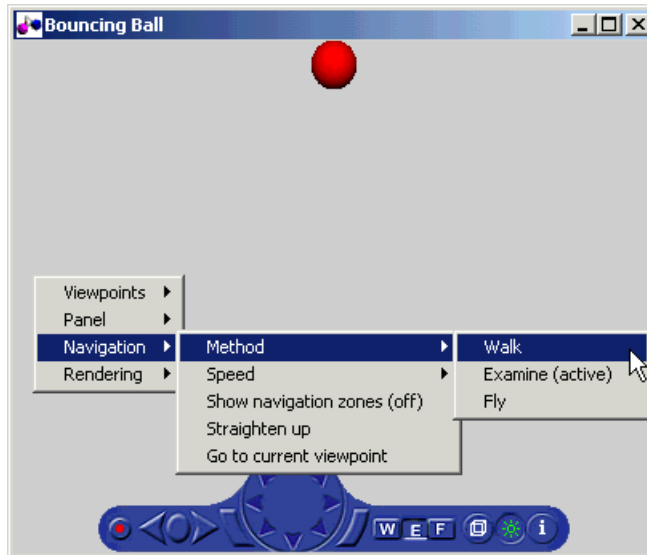 Bouncing Ball
Viewpoints
Panel
Navigation
Rendering
Method
Speed
Show navigation zones (off)
Straighten up
Go to current viewpoint
Walk
Examine (active)
Fly
W E F i